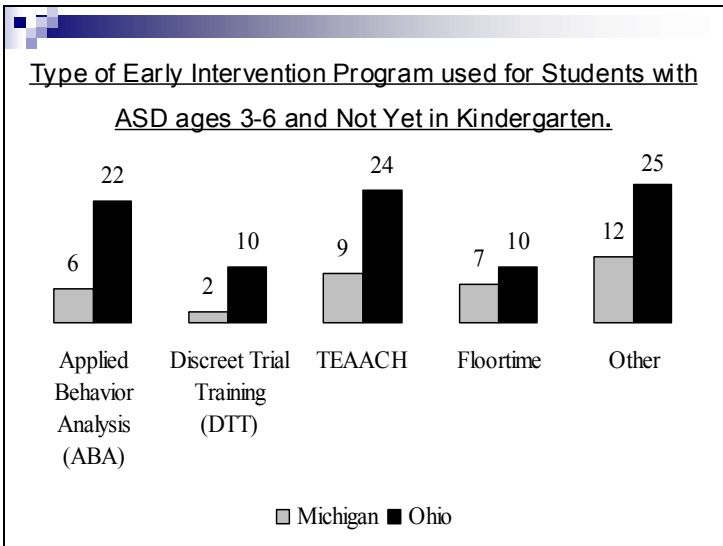 Type of Early Intervention Program used for Students with
ASD ages 3-6 and Not Yet in Kindergarten.
6 22 2 10 9 24 7 10 12 25
Applied Behavior Analysis (ABA)
Discreet Trial Training (DTT)
TEAACH
Floortime
Other
Michigan Ohio